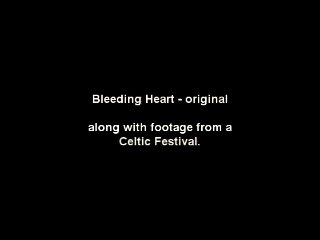 Bleeding Heart - original
along with footage from a
Celtic Festival.